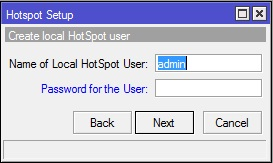 Hotspot Setup
Create local HotSpot user
Name of Local HotSpot User: admin
Password for the User:
Back Next Cancel